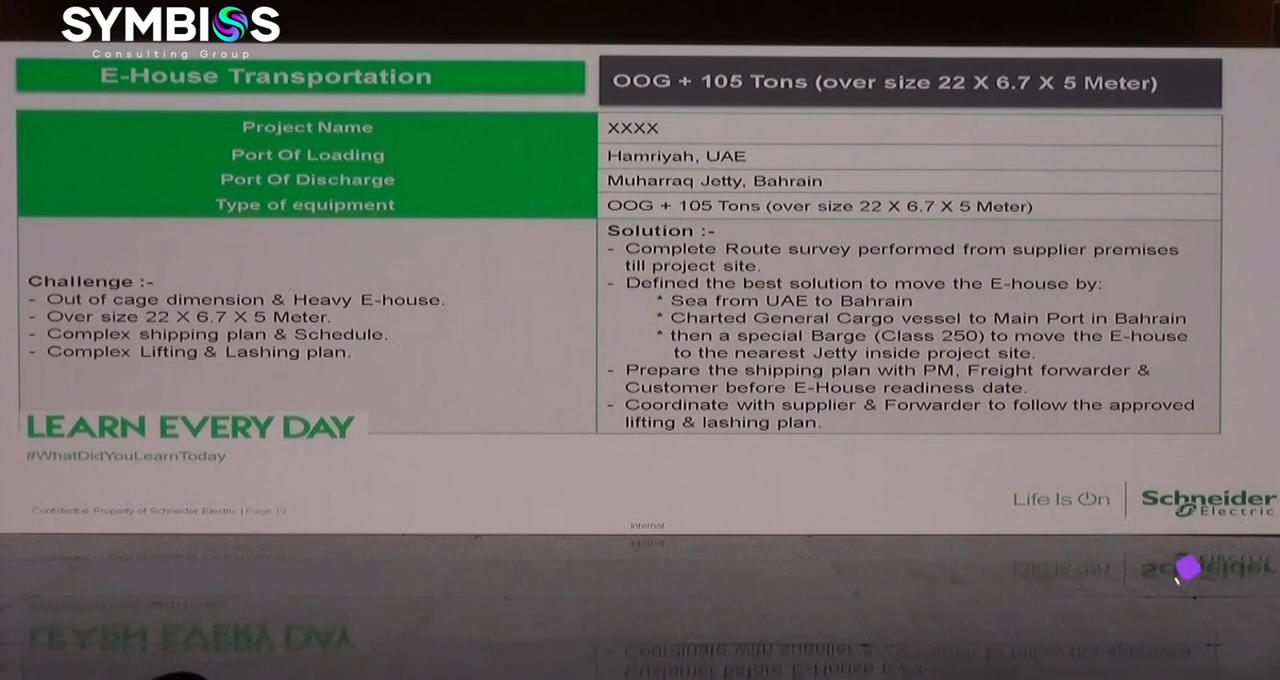 SYMBIOS
Consulting Group
E-House Transportation
OOG + 105 Tons (over size 22 X 6.7 X 5 Meter)
Project Name
XXXX
Port Of Loading
Hamriyah, UAE
Port Of Discharge
Muharraq Jetty, Bahrain
Type of equipment
OOG + 105 Tons (over size 22 X 6.7 X 5 Meter)
Challenge :-
- Out of cage dimension & Heavy E-house.
- Over size 22 X 6.7 X 5 Meter.
- Complex shipping plan & Schedule.
- Complex Lifting & Lashing plan.
Solution :-
- Complete Route survey performed from supplier premises
till project site.
- Defined the best solution to move the E-house by:
* Sea from UAE to Bahrain
* Charted General Cargo vessel to Main Port in Bahrain
* then a special Barge (Class 250) to move the E-house
to the nearest Jetty inside project site.
- Prepare the shipping plan with PM, Freight forwarder &
Customer before E-House readiness date.
- Coordinate with supplier & Forwarder to follow the approved
lifting & lashing plan.
LEARN EVERY DAY
#WhatDidYouLearnToday
Confidential Property of Schneider Electric | Page 19
Internal
Life Is On
Schneider
Electric